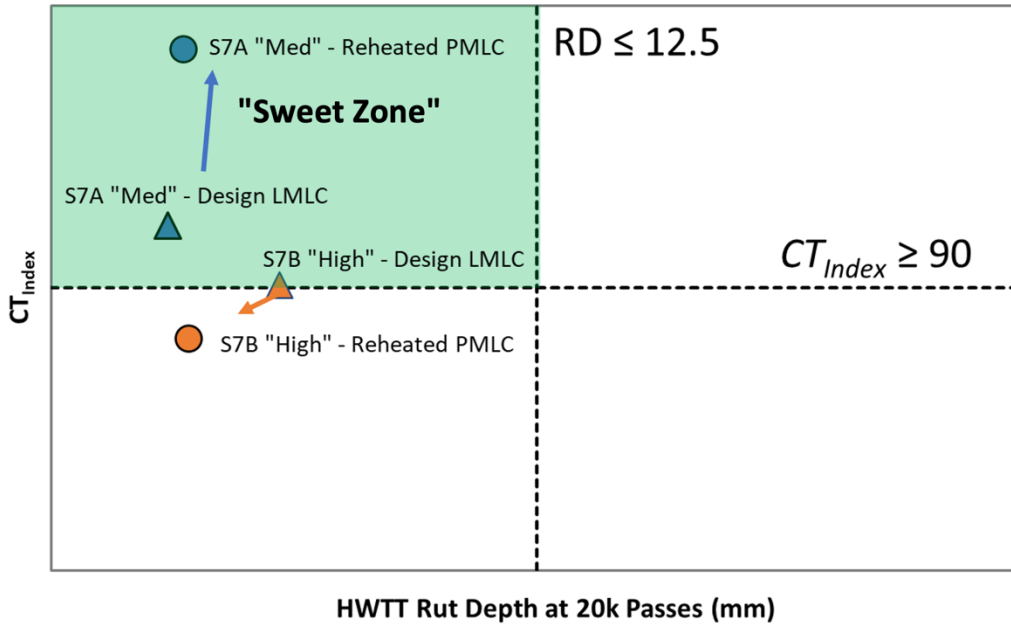 S7A "Med" - Reheated PMLC
RD ≤ 12.5
"Sweet Zone"
S7A "Med" - Design LMLC
S7B "High" - Design LMLC
CT_Index ≥ 90
S7B "High" - Reheated PMLC
CT_Index
HWTT Rut Depth at 20k Passes (mm)